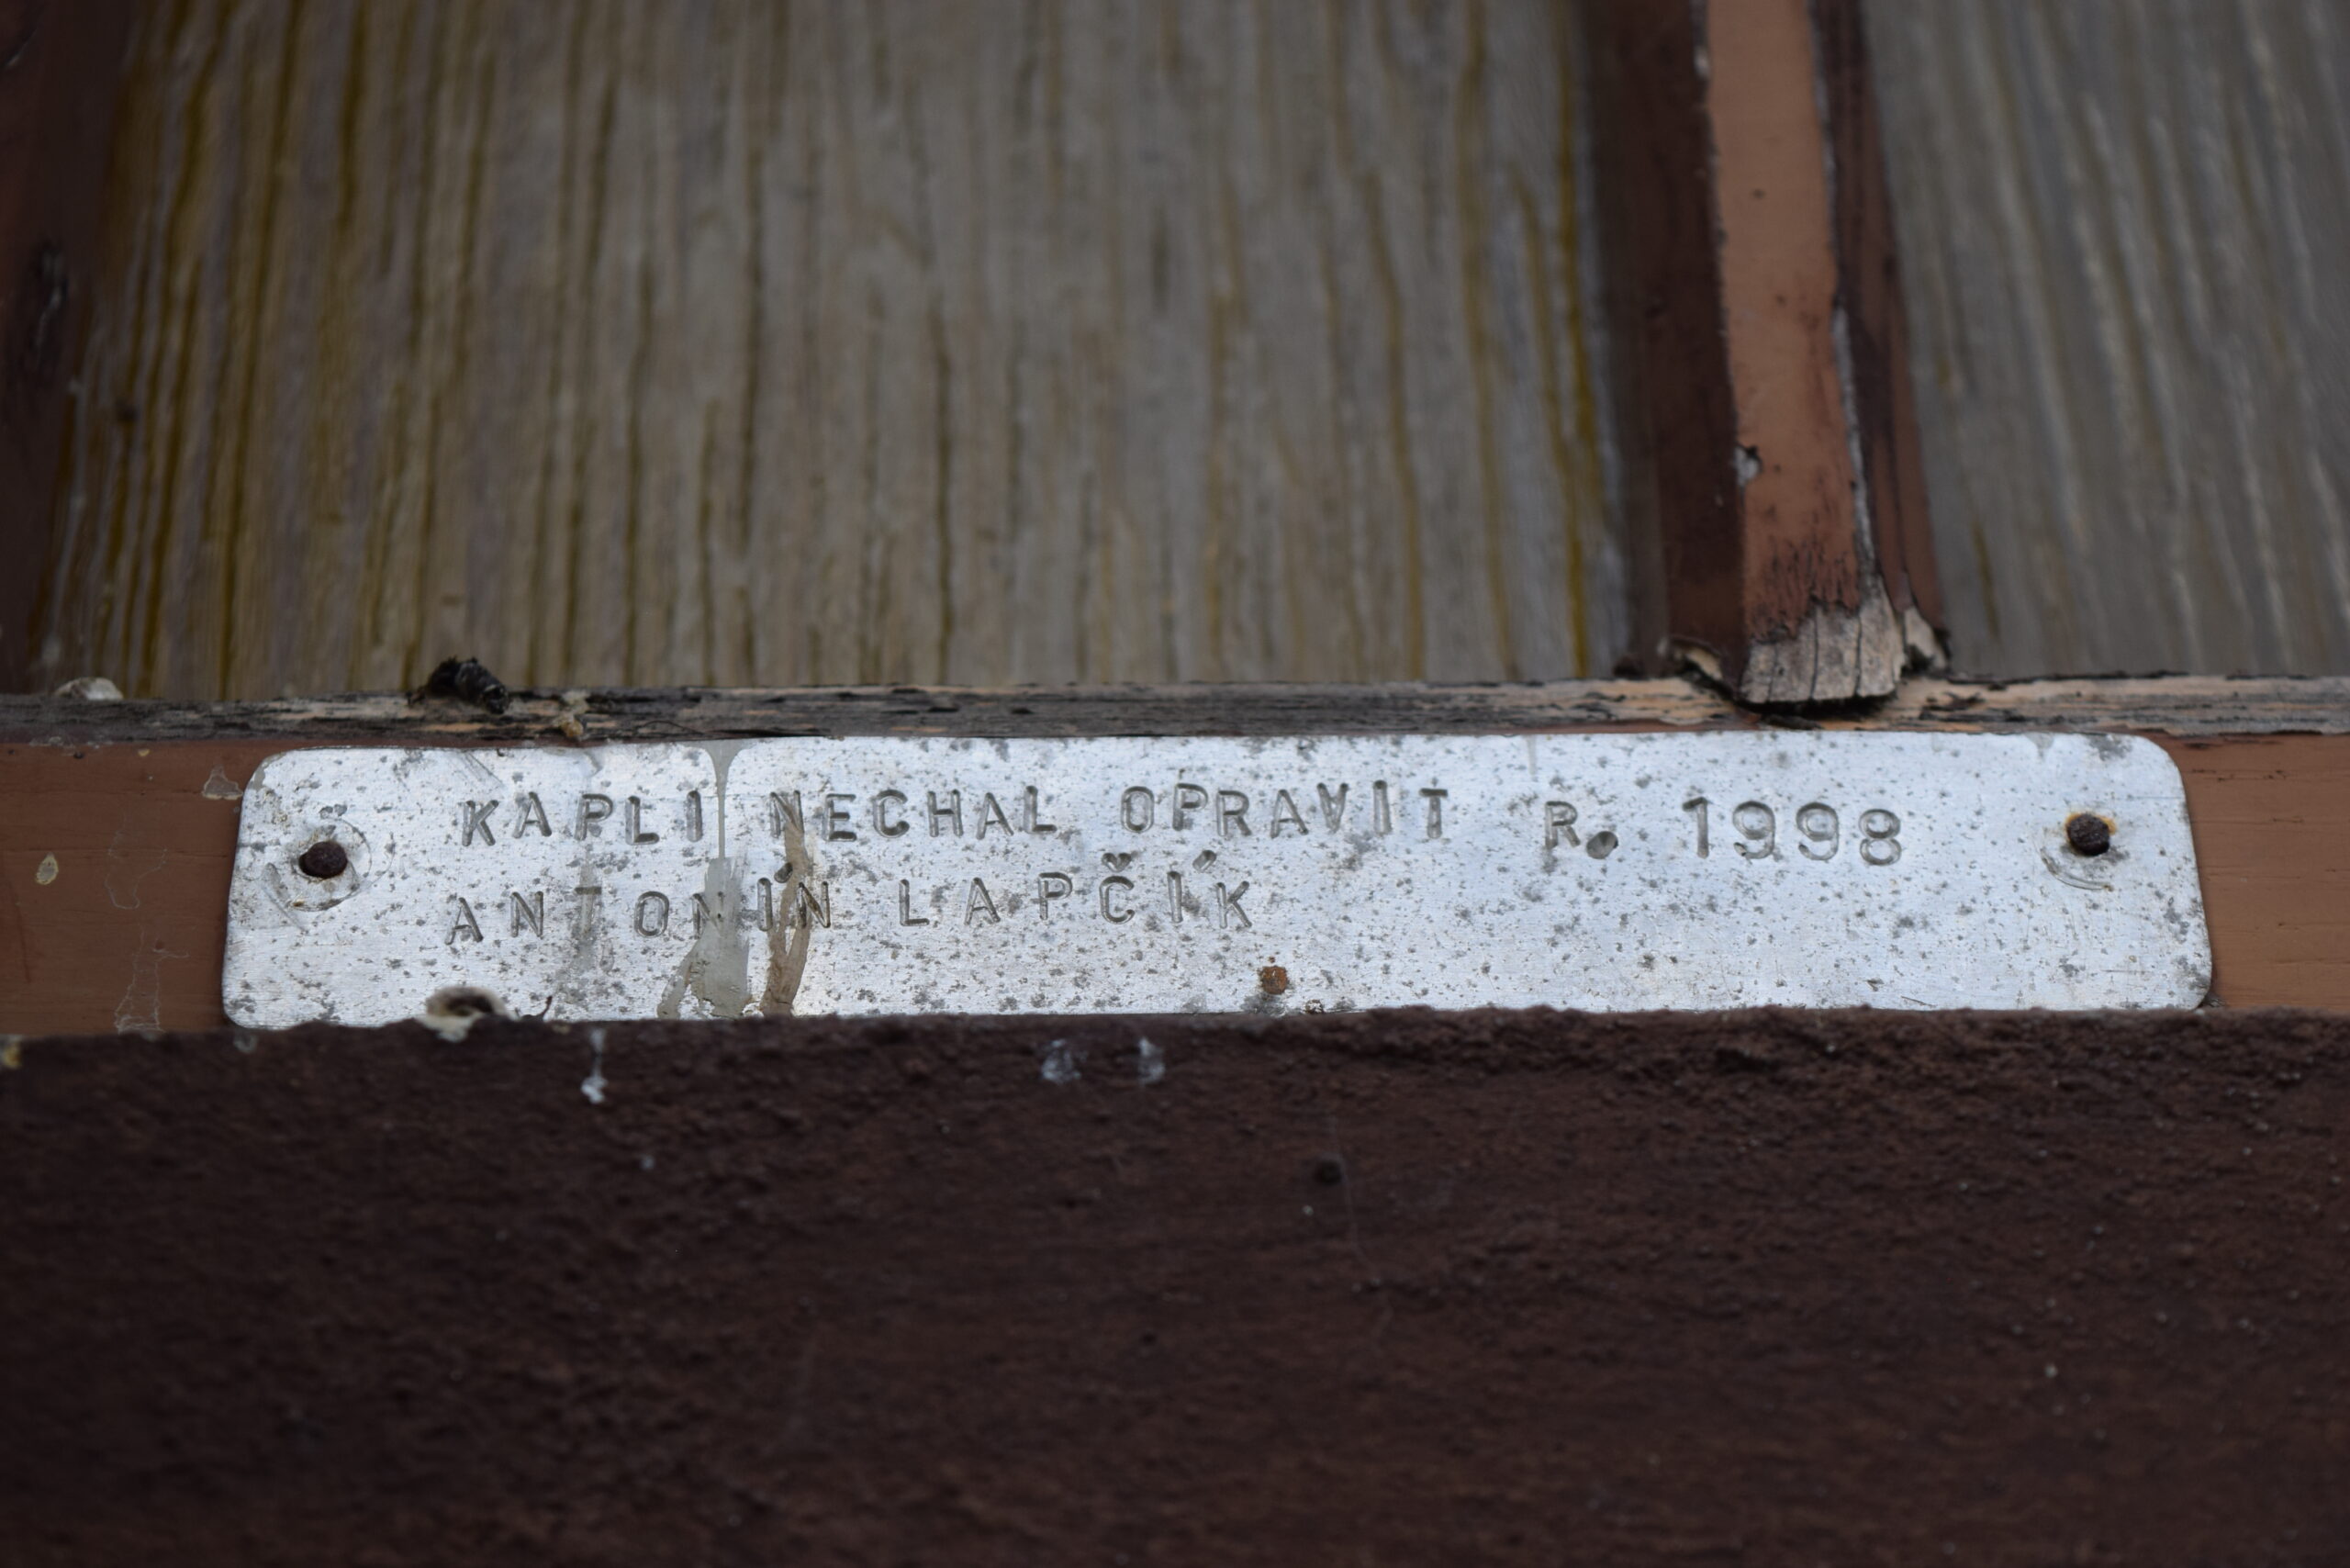 KAPLI NECHAL OPRAVIT R. 1998
ANTONÍN LAPČÍK